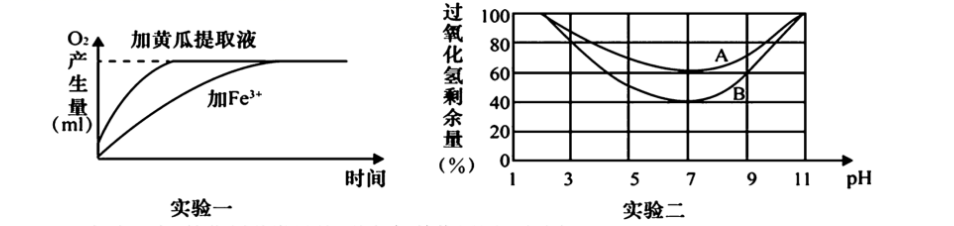 O₂产生量(ml)
加黄瓜提取液
加Fe³⁺
时间
实验一
过氧化氢剩余量(%)
100
80
60
40
20
0
A
B
1 3 5 7 9 11 pH
实验二